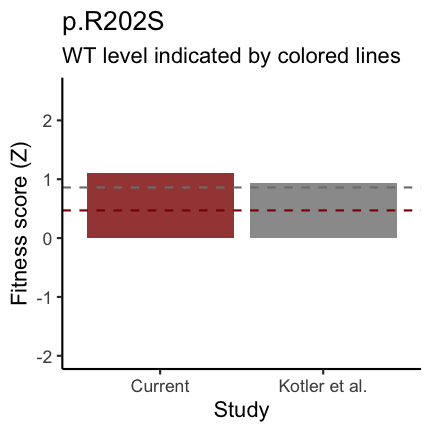 p.R202S
WT level indicated by colored lines
Fitness score (Z)
2
1
0
-1
-2
Current
Kotler et al.
Study